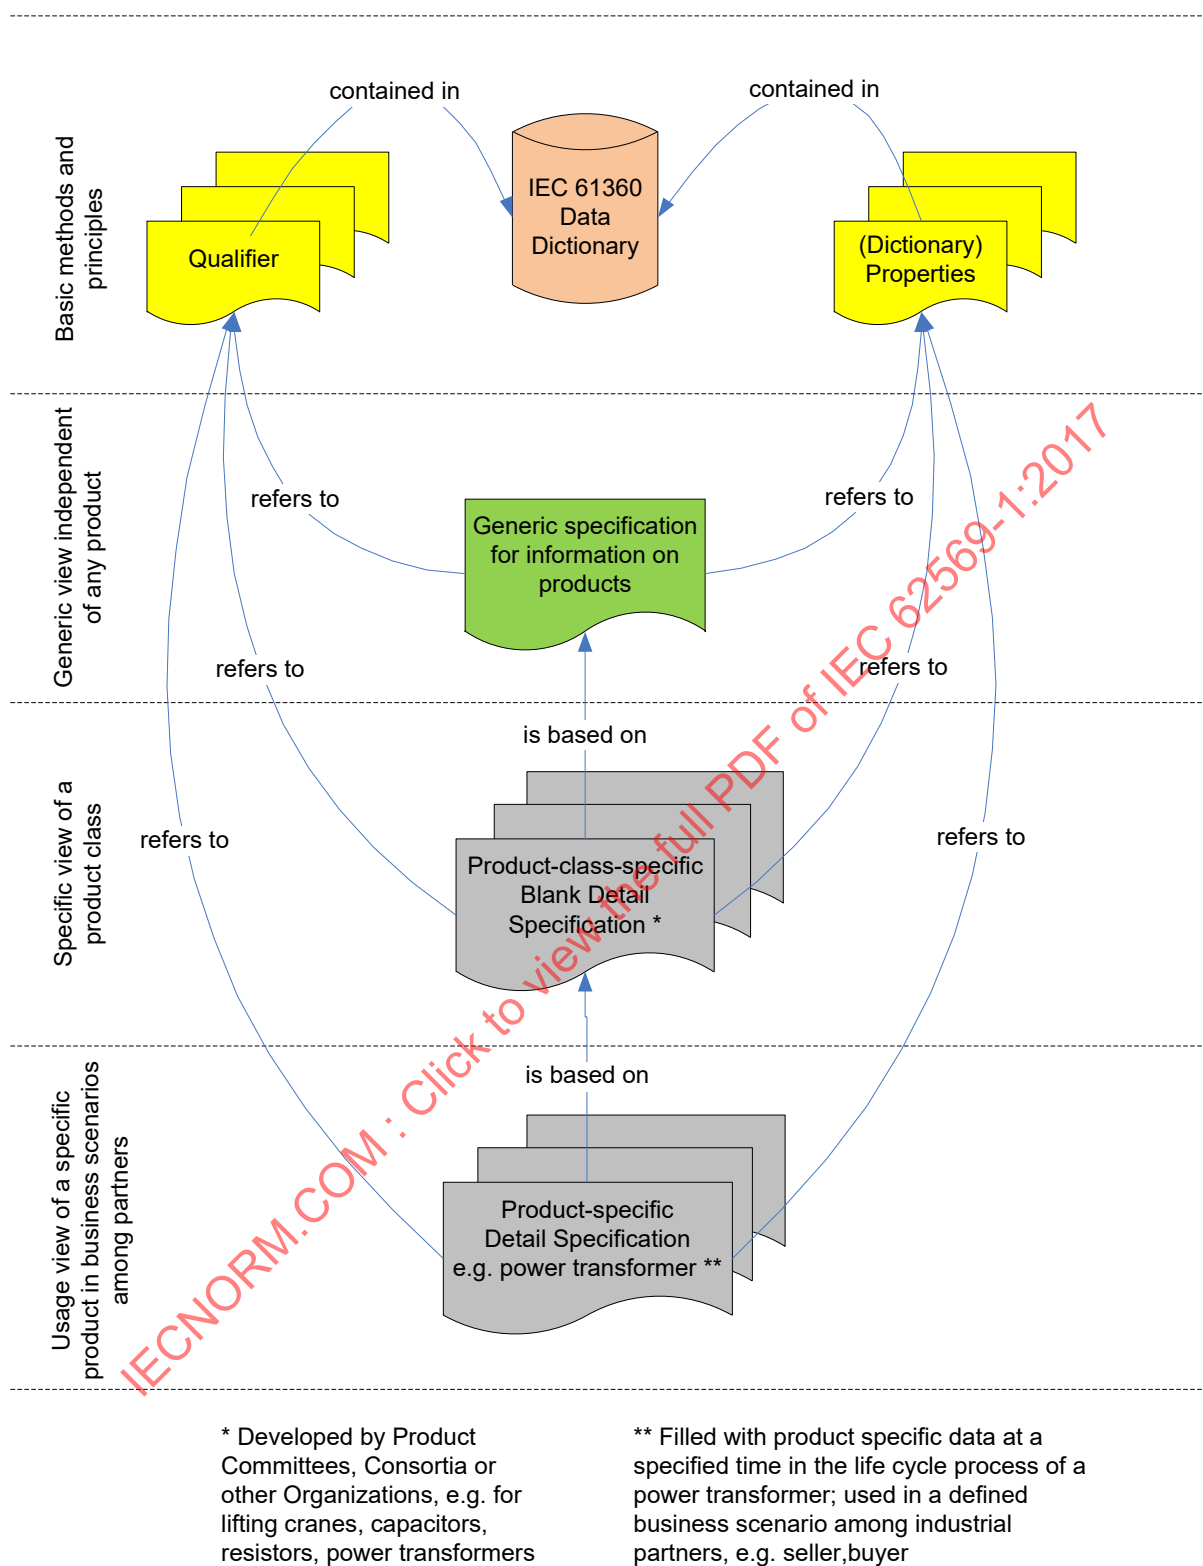 contained in
contained in
Basic methods and
principles
IEC 61360
Data
Dictionary
Qualifier
(Dictionary)
Properties
Generic view independent
of any product
refers to
refers to
Generic specification
for information on
products
refers to
refers to
Specific view of a
product class
is based on
refers to
refers to
Product-class-specific
Blank Detail
Specification *
Usage view of a specific
product in business scenarios
among partners
is based on
Product-specific
Detail Specification
e.g. power transformer **
IECNORM.COM : Click to view the full PDF of IEC 62569-1:2017
* Developed by Product
Committees, Consortia or
other Organizations, e.g. for
lifting cranes, capacitors,
resistors, power transformers
** Filled with product specific data at a
specified time in the life cycle process of a
power transformer; used in a defined
business scenario among industrial
partners, e.g. seller,buyer